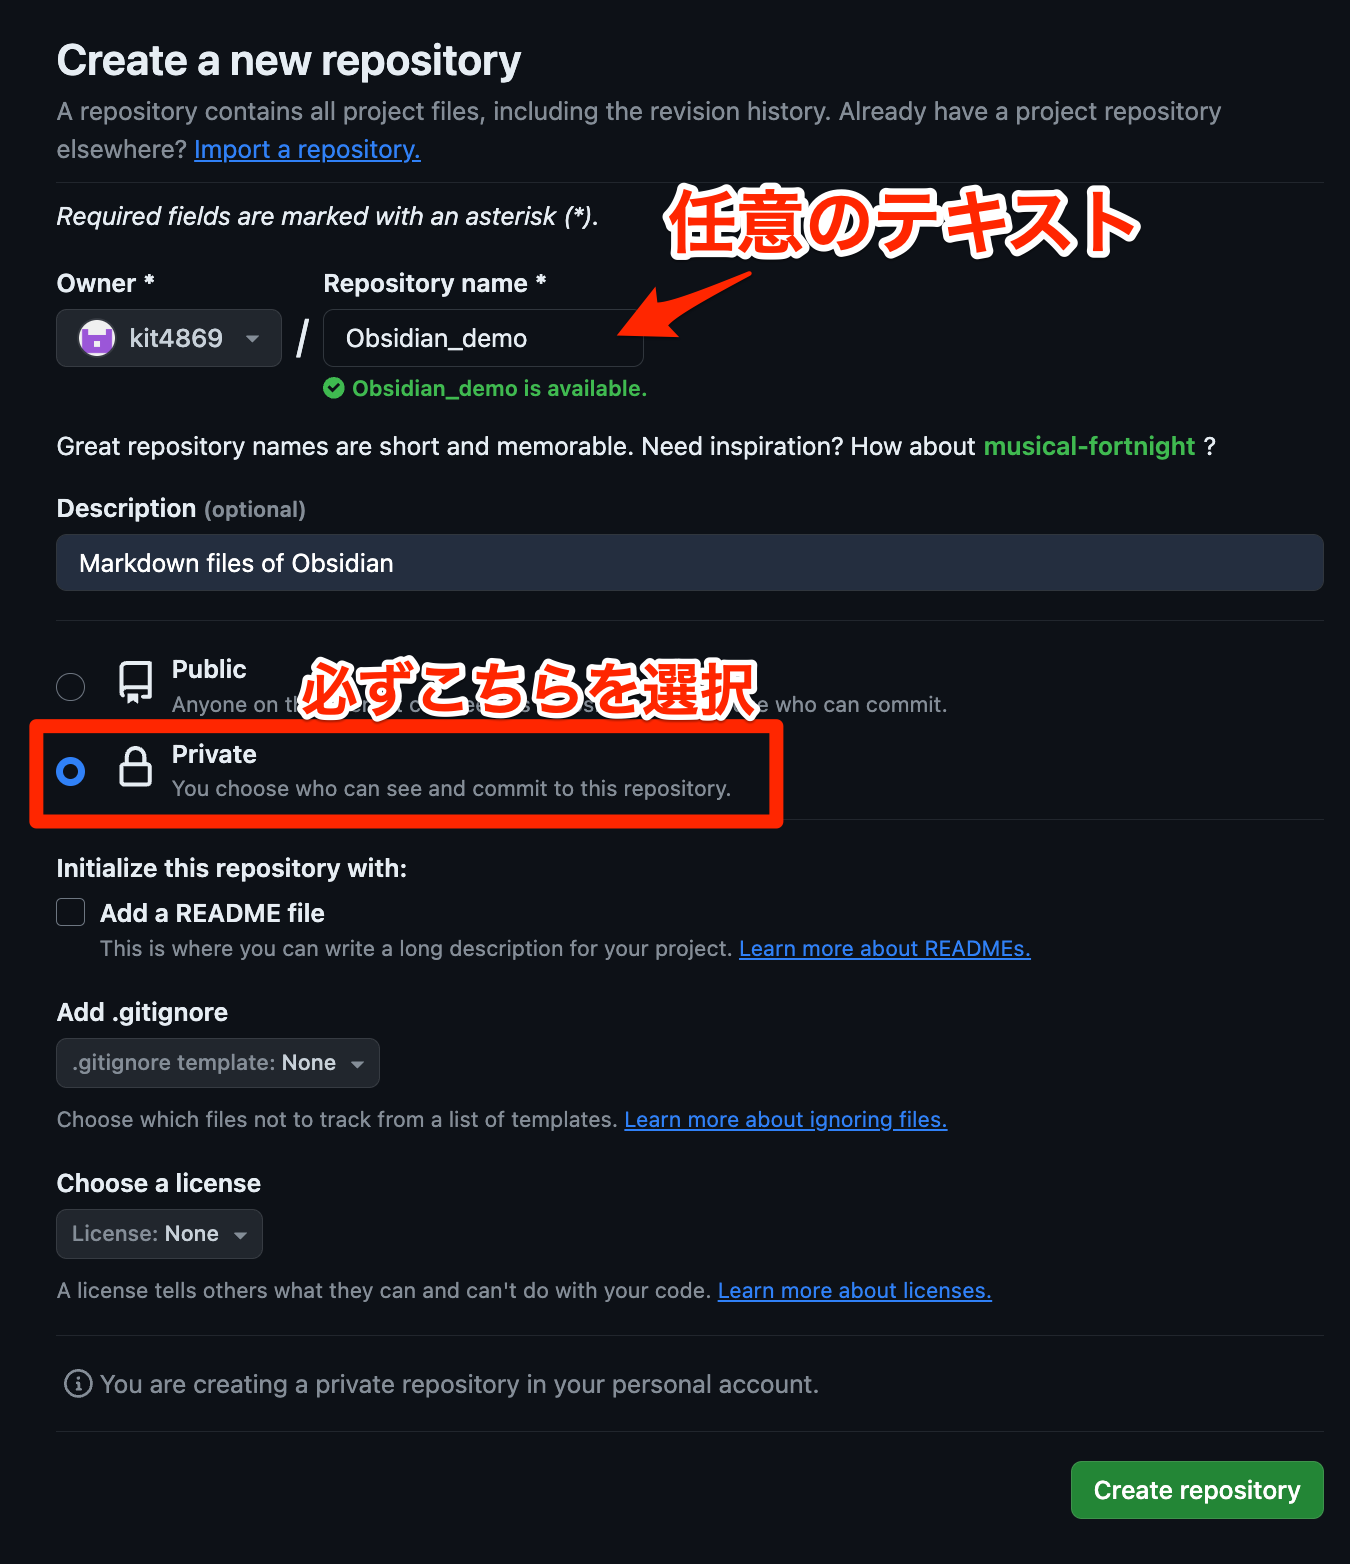 Create a new repository
A repository contains all project files, including the revision history. Already have a project repository
elsewhere? Import a repository.
Required fields are marked with an asterisk (*).
任意のテキスト
Owner *
Repository name *
kit4869
/
Obsidian_demo
Obsidian_demo is available.
Great repository names are short and memorable. Need inspiration? How about musical-fortnight ?
Description (optional)
Markdown files of Obsidian
Public
必ずこちらを選択
Anyone on who can commit.
Private
You choose who can see and commit to this repository.
Initialize this repository with:
Add a README file
This is where you can write a long description for your project. Learn more about READMEs.
Add .gitignore
.gitignore template: None
Choose which files not to track from a list of templates. Learn more about ignoring files.
Choose a license
License: None
A license tells others what they can and can't do with your code. Learn more about licenses.
You are creating a private repository in your personal account.
Create repository